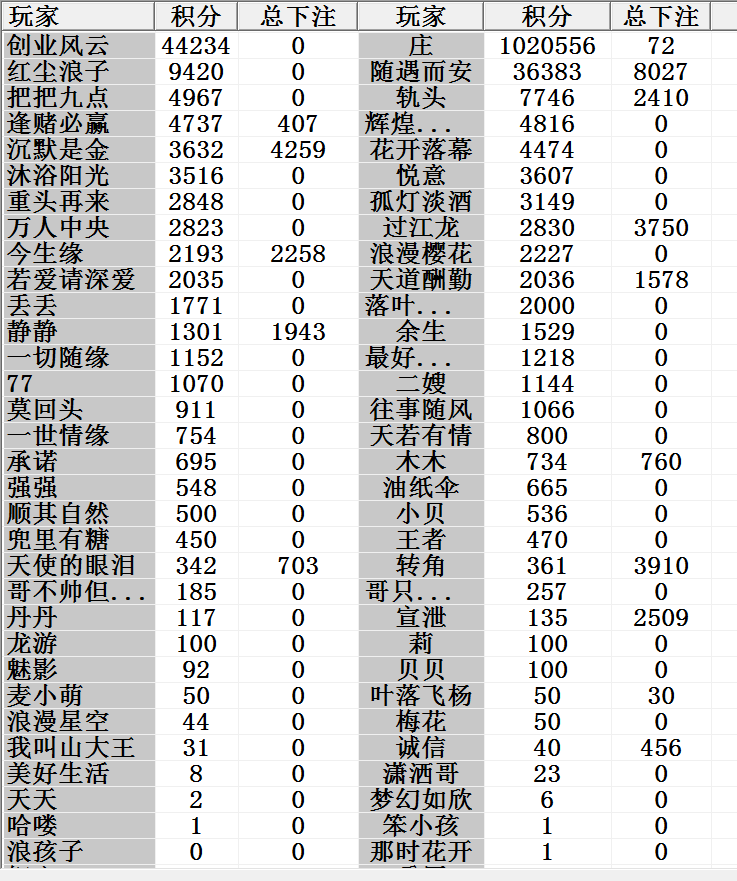 玩家 积分 总下注 玩家 积分 总下注
创业风云 44234 0 庄 1020556 72
红尘浪子 9420 0 随遇而安 36383 8027
把把九点 4967 0 轨头 7746 2410
逢赌必赢 4737 407 辉煌... 4816 0
沉默是金 3632 4259 花开落幕 4474 0
沐浴阳光 3516 0 悦意 3607 0
重头再来 2848 0 孤灯淡酒 3149 0
万人中央 2823 0 过江龙 2830 3750
今生缘 2193 2258 浪漫樱花 2227 0
若爱请深爱 2035 0 天道酬勤 2036 1578
丢丢 1771 0 落叶... 2000 0
静静 1301 1943 余生 1529 0
一切随缘 1152 0 最好... 1218 0
77 1070 0 二嫂 1144 0
莫回头 911 0 往事随风 1066 0
一世情缘 754 0 天若有情 800 0
承诺 695 0 木木 734 760
强强 548 0 油纸伞 665 0
顺其自然 500 0 小贝 536 0
兜里有糖 450 0 王者 470 0
天使的眼泪 342 703 转角 361 3910
哥不帅但... 185 0 哥只... 257 0
丹丹 117 0 宣泄 135 2509
龙游 100 0 莉 100 0
魅影 92 0 贝贝 100 0
麦小萌 50 0 叶落飞杨 50 30
浪漫星空 44 0 梅花 50 0
我叫山大王 31 0 诚信 40 456
美好生活 8 0 潇洒哥 23 0
天天 2 0 梦幻如欣 6 0
哈喽 1 0 笨小孩 1 0
浪孩子 0 0 那时花开 1 0